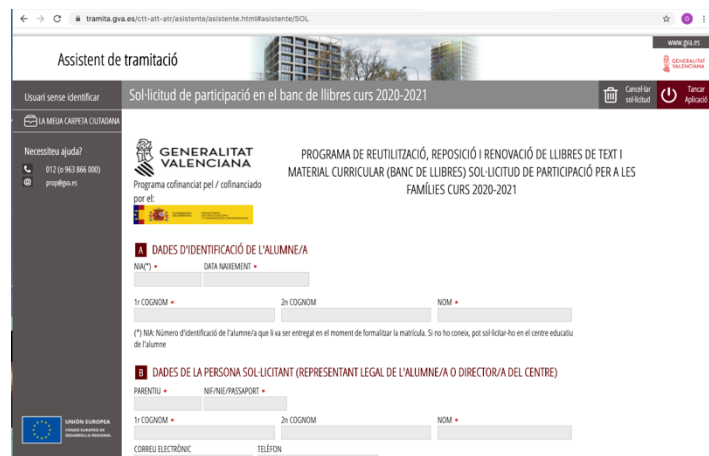 tramita.gva.es/ctt-att-atr/asistente/asistente.html#asistente/SOL
www.gva.es
Assistent de tramitació
GENERALITAT
VALENCIANA
Usuari sense identificar
Sol·licitud de participació en el banc de llibres curs 2020-2021
Cancel·lar
sol·licitud
Tancar
Aplicació
LA MEUA CARPETA CIUTADANA
Necessiteu ajuda?
012 (o 963 866 000)
prop@gva.es
GENERALITAT
VALENCIANA
Programa cofinanciat pel / cofinanciado
por el:
PROGRAMA DE REUTILITZACIÓ, REPOSICIÓ I RENOVACIÓ DE LLIBRES DE TEXT I
MATERIAL CURRICULAR (BANC DE LLIBRES) SOL·LICITUD DE PARTICIPACIÓ PER A LES
FAMÍLIES CURS 2020-2021
A DADES D'IDENTIFICACIÓ DE L'ALUMNE/A
NIA(*) • DATA NAIXEMENT •
1r COGNOM • 2n COGNOM NOM •
(*) NIA: Número d'identificació de l'alumne/a que li va ser entregat en el moment de formalitzar la matrícula. Si no ho coneix, pot sol·licitar-ho en el centre educatiu
de l'alumne
B DADES DE LA PERSONA SOL·LICITANT (REPRESENTANT LEGAL DE L'ALUMNE/A O DIRECTOR/A DEL CENTRE)
PARENTIU • NIF/NIE/PASSAPORT •
1r COGNOM • 2n COGNOM NOM •
CORREU ELECTRÒNIC TELÈFON
UNIÓN EUROPEA
FONDO EUROPEO DE
DESARROLLO REGIONAL